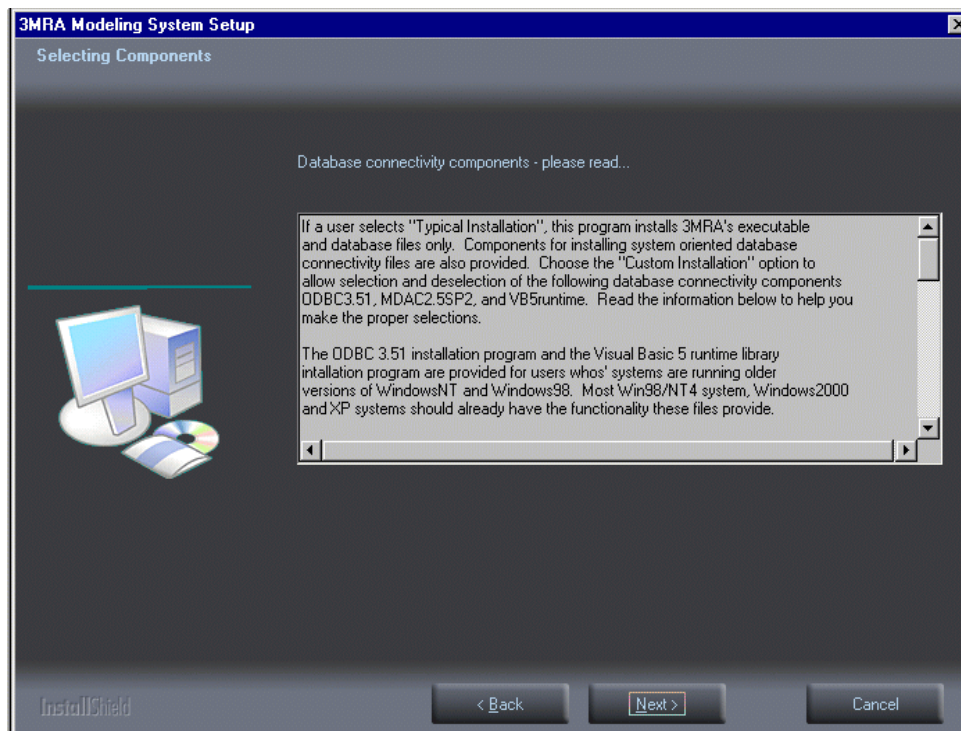 3MRA Modeling System Setup
Selecting Components
Database connectivity components - please read...
If a user selects "Typical Installation", this program installs 3MRA's executable
and database files only.  Components for installing system oriented database
connectivity files are also provided.  Choose the "Custom Installation" option to
allow selection and deselection of the following database connectivity components
ODBC3.51, MDAC2.5SP2, and VB5runtime.  Read the information below to help you
make the proper selections.
The ODBC 3.51 installation program and the Visual Basic 5 runtime library
intallation program are provided for users whos' systems are running older
versions of WindowsNT and Windows98.  Most Win98/NT4 system, Windows2000
and XP systems should already have the functionality these files provide.
InstallShield
< Back
Next >
Cancel